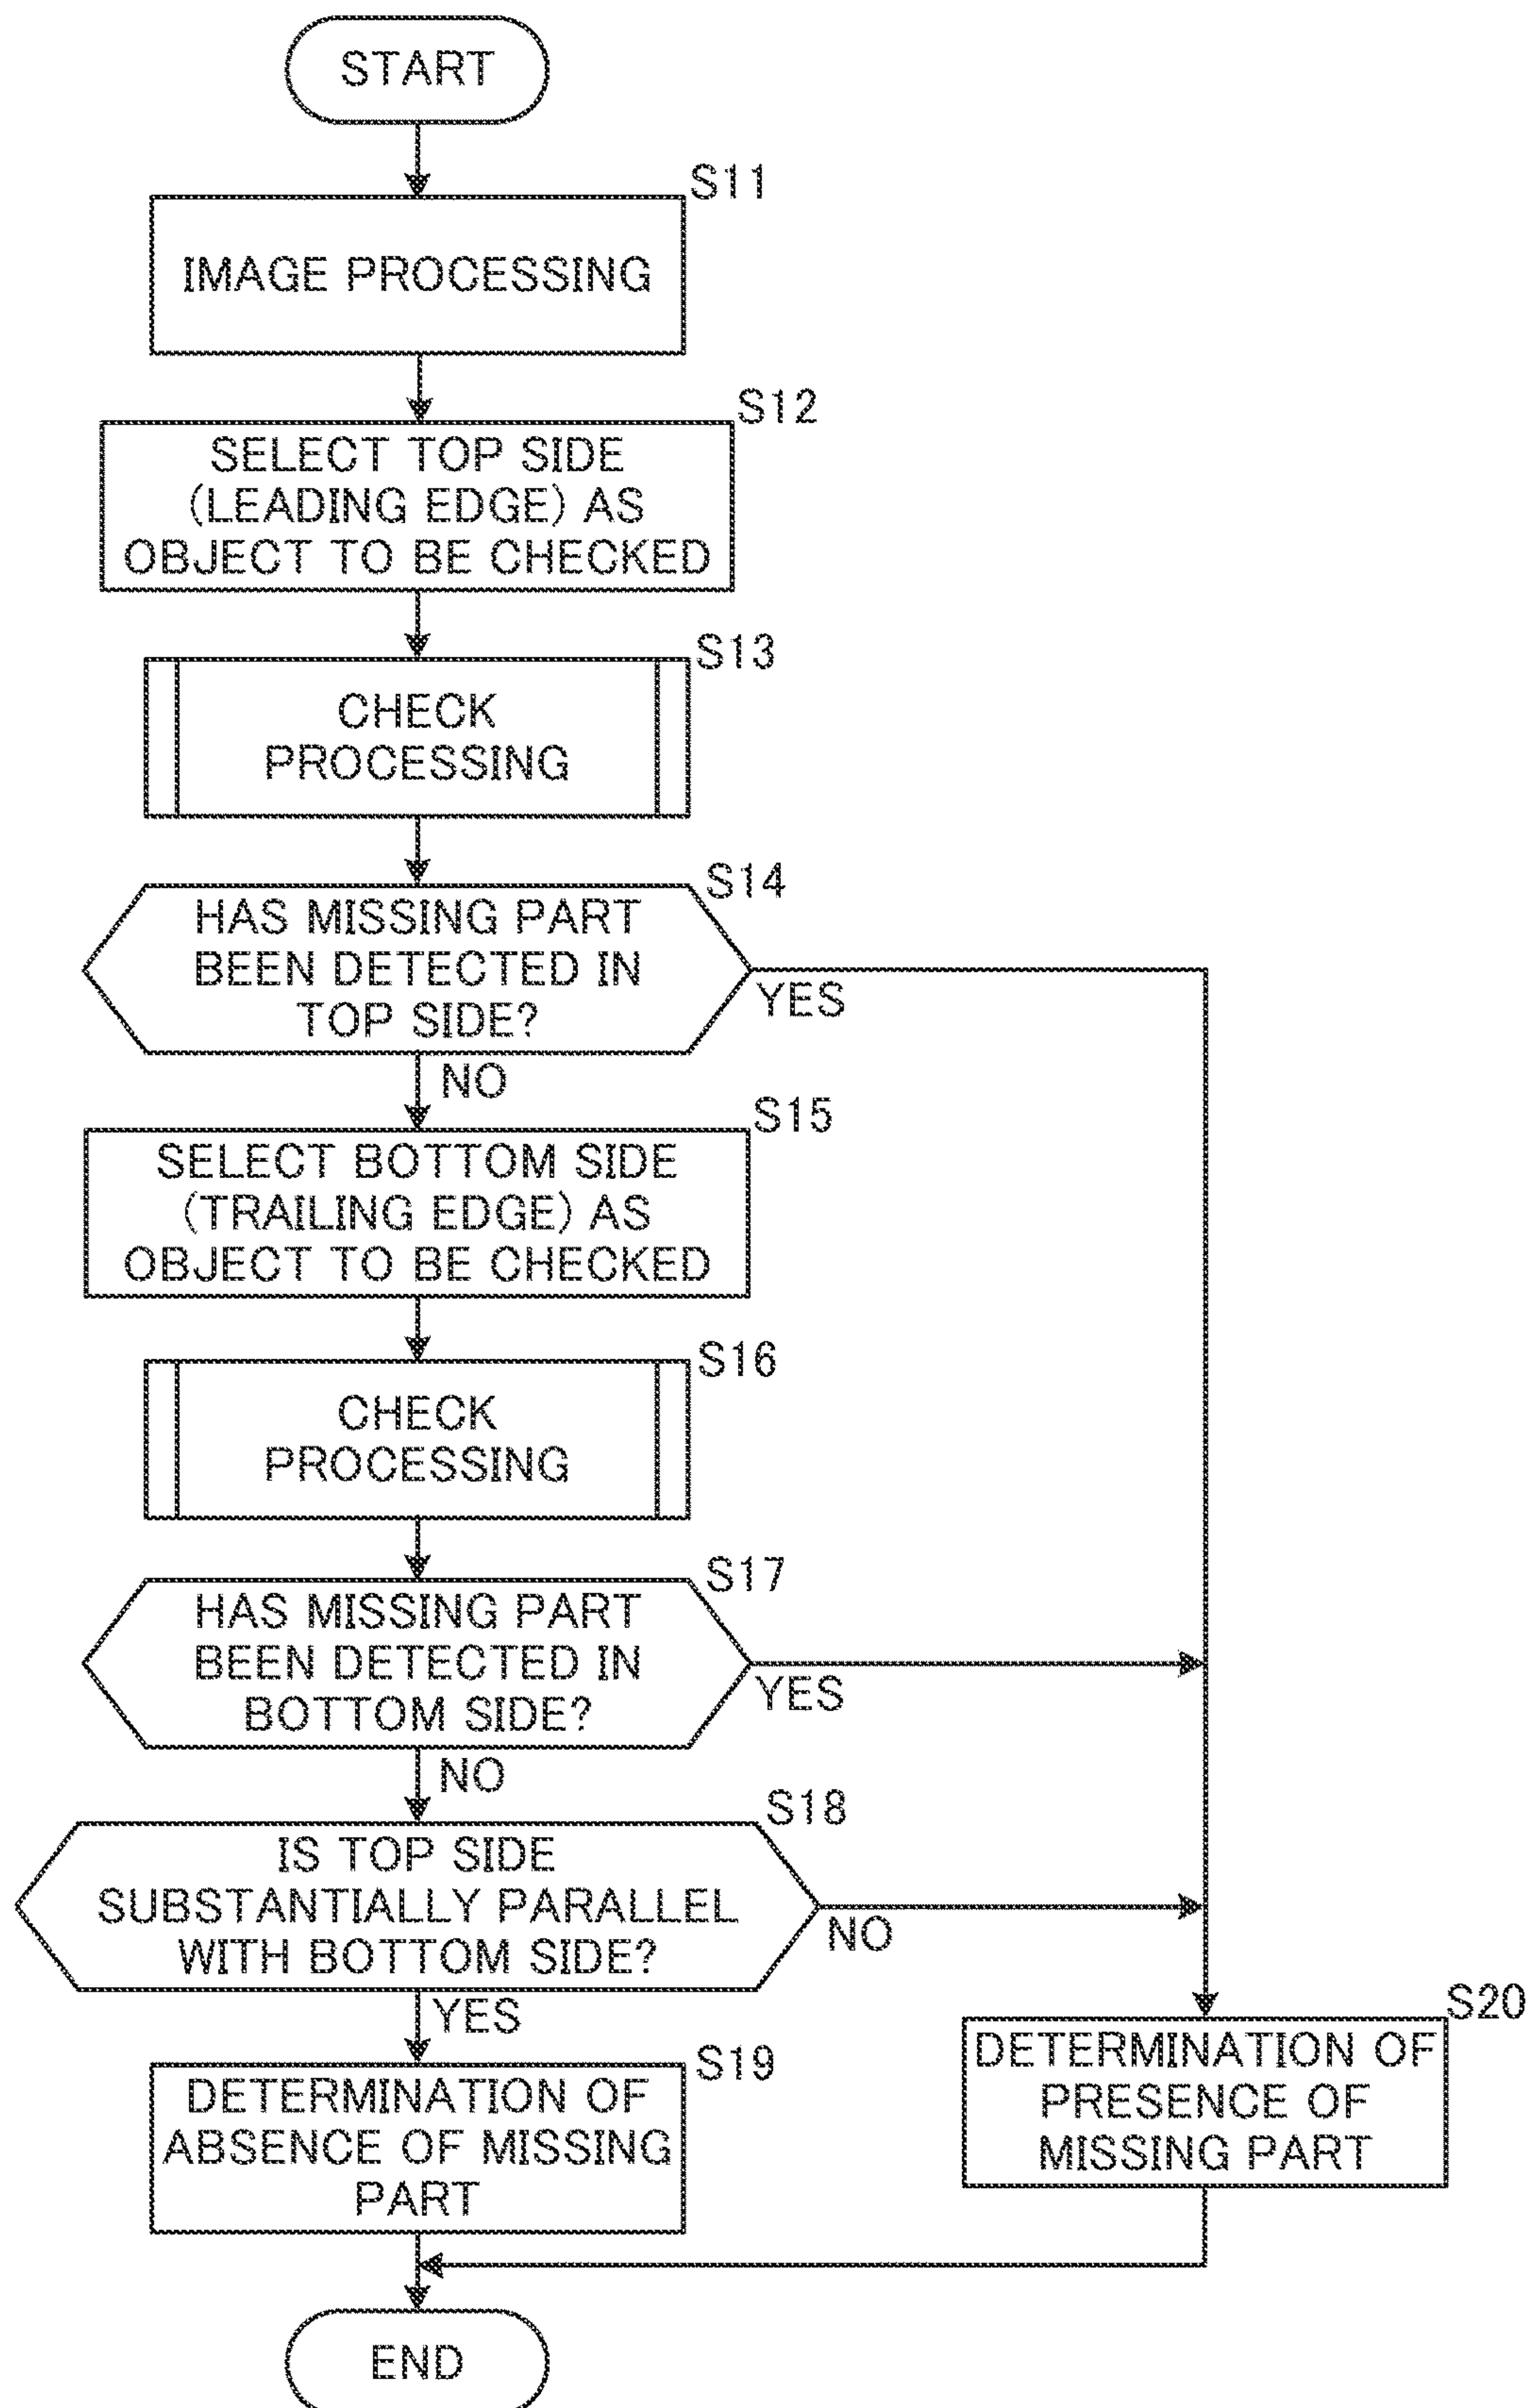 START
S11
IMAGE PROCESSING
S12
SELECT TOP SIDE
(LEADING EDGE) AS
OBJECT TO BE CHECKED
S13
CHECK
PROCESSING
S14
HAS MISSING PART
BEEN DETECTED IN
TOP SIDE?
YES
NO
S15
SELECT BOTTOM SIDE
(TRAILING EDGE) AS
OBJECT TO BE CHECKED
S16
CHECK
PROCESSING
S17
HAS MISSING PART
BEEN DETECTED IN
BOTTOM SIDE?
YES
NO
S18
IS TOP SIDE
SUBSTANTIALLY PARALLEL
WITH BOTTOM SIDE?
NO
YES
S19
DETERMINATION OF
ABSENCE OF MISSING
PART
S20
DETERMINATION OF
PRESENCE OF
MISSING PART
END